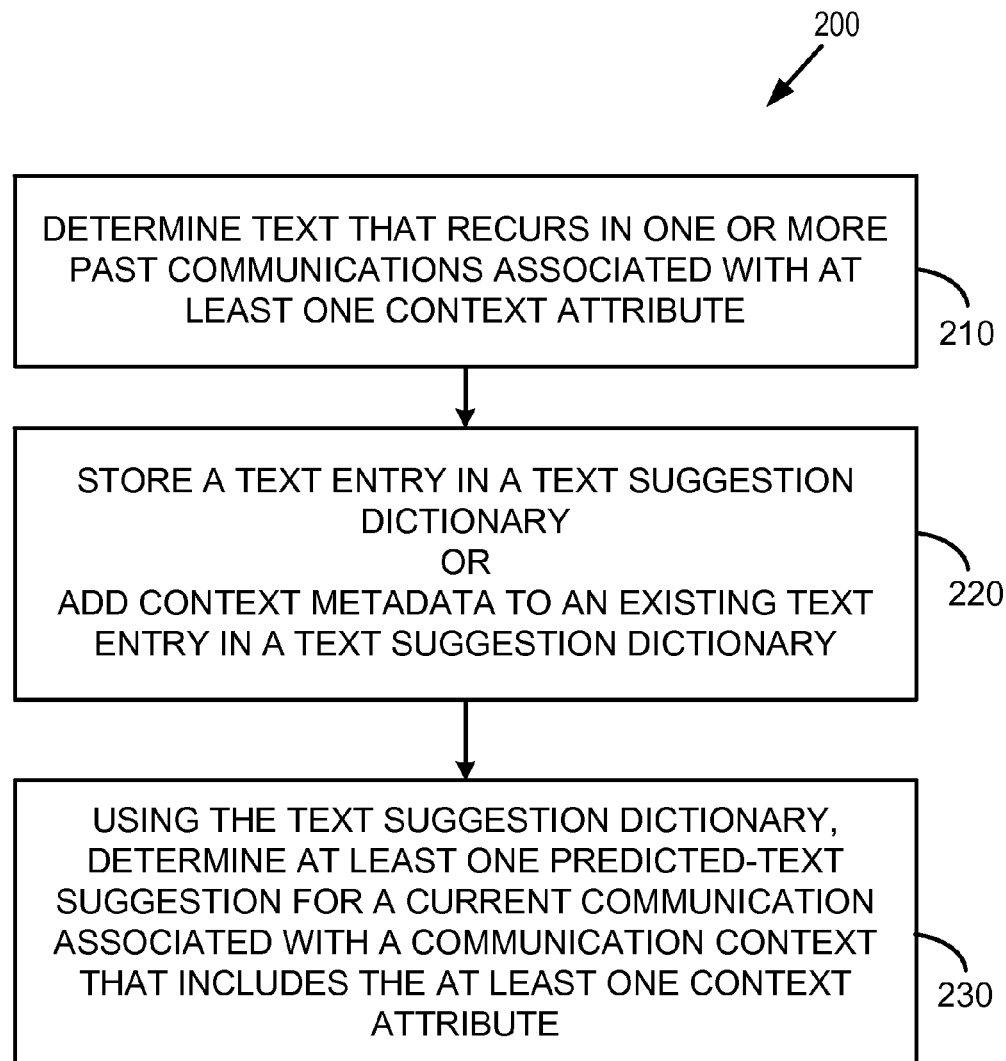 200
DETERMINE TEXT THAT RECURS IN ONE OR MORE
PAST COMMUNICATIONS ASSOCIATED WITH AT
LEAST ONE CONTEXT ATTRIBUTE
210
STORE A TEXT ENTRY IN A TEXT SUGGESTION
DICTIONARY
OR
ADD CONTEXT METADATA TO AN EXISTING TEXT
ENTRY IN A TEXT SUGGESTION DICTIONARY
220
USING THE TEXT SUGGESTION DICTIONARY,
DETERMINE AT LEAST ONE PREDICTED-TEXT
SUGGESTION FOR A CURRENT COMMUNICATION
ASSOCIATED WITH A COMMUNICATION CONTEXT
THAT INCLUDES THE AT LEAST ONE CONTEXT
ATTRIBUTE
230